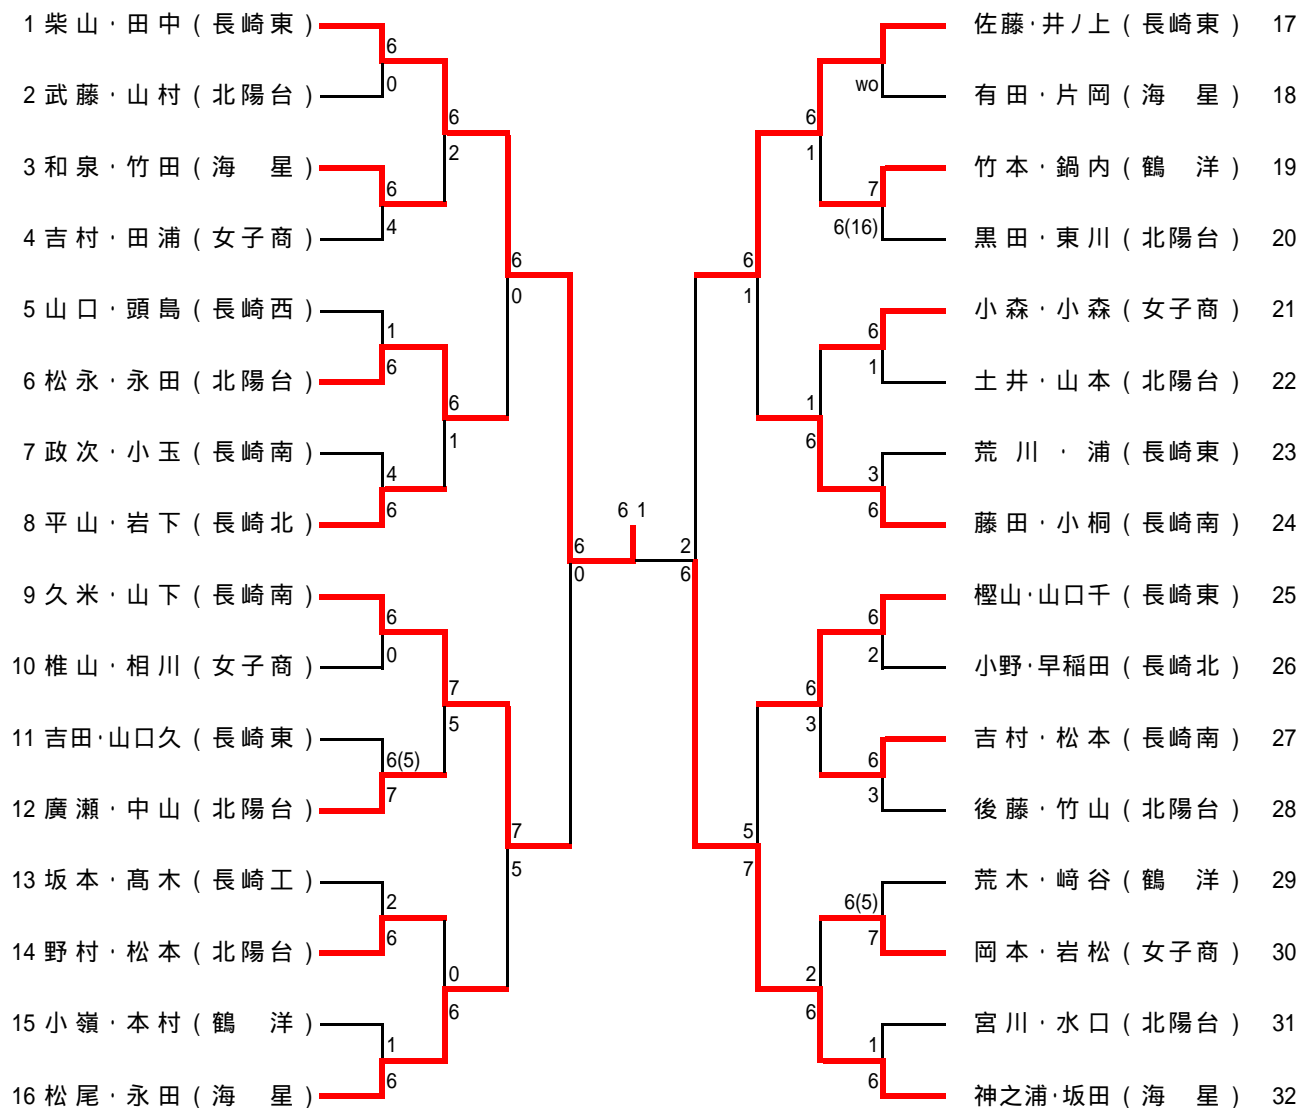 1 柴山・田中 ( 長崎東 )
6
0
2 武藤・山村 ( 北陽台 )
6
2
3 和泉・竹田 ( 海　星 )
6
4
4 吉村・田浦 ( 女子商 )
6
0
5 山口・頭島 ( 長崎西 )
1
6
6 松永・永田 ( 北陽台 )
6
1
7 政次・小玉 ( 長崎南 )
4
6
8 平山・岩下 ( 長崎北 )
6
0
9 久米・山下 ( 長崎南 )
6
0
10 椎山・相川 ( 女子商 )
7
5
11 吉田・山口久 ( 長崎東 )
6(5)
7
12 廣瀬・中山 ( 北陽台 )
7
5
13 坂本・髙木 ( 長崎工 )
2
6
14 野村・松本 ( 北陽台 )
0
6
15 小嶺・本村 ( 鶴　洋 )
1
6
16 松尾・永田 ( 海　星 )
6 1
佐藤・井ノ上 ( 長崎東 ) 17
wo
有田・片岡 ( 海　星 ) 18
6
1
竹本・鍋内 ( 鶴　洋 ) 19
7
6(16)
黒田・東川 ( 北陽台 ) 20
6
1
小森・小森 ( 女子商 ) 21
6
1
土井・山本 ( 北陽台 ) 22
1
6
荒川・浦 ( 長崎東 ) 23
3
6
藤田・小桐 ( 長崎南 ) 24
2
6
樫山・山口千 ( 長崎東 ) 25
6
2
小野・早稲田 ( 長崎北 ) 26
6
3
吉村・松本 ( 長崎南 ) 27
6
3
後藤・竹山 ( 北陽台 ) 28
5
7
荒木・﨑谷 ( 鶴　洋 ) 29
6(5)
7
岡本・岩松 ( 女子商 ) 30
2
6
宮川・水口 ( 北陽台 ) 31
1
6
神之浦・坂田 ( 海　星 ) 32